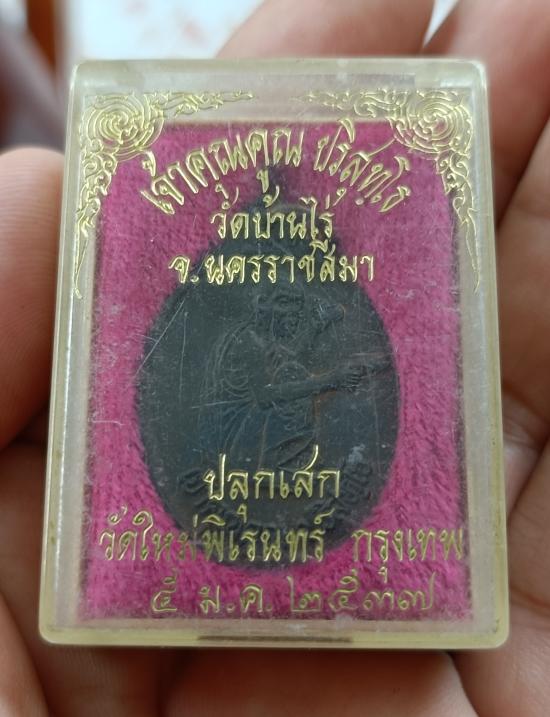 เจ้าคุณคูณ ปริสุทฺโธ
วัดบ้านไร่
จ.นครราชสีมา
ปลุกเสก
วัดใหม่พิเรนทร์ กรุงเทพ
๕ ม.ค. ๒๕๓๗